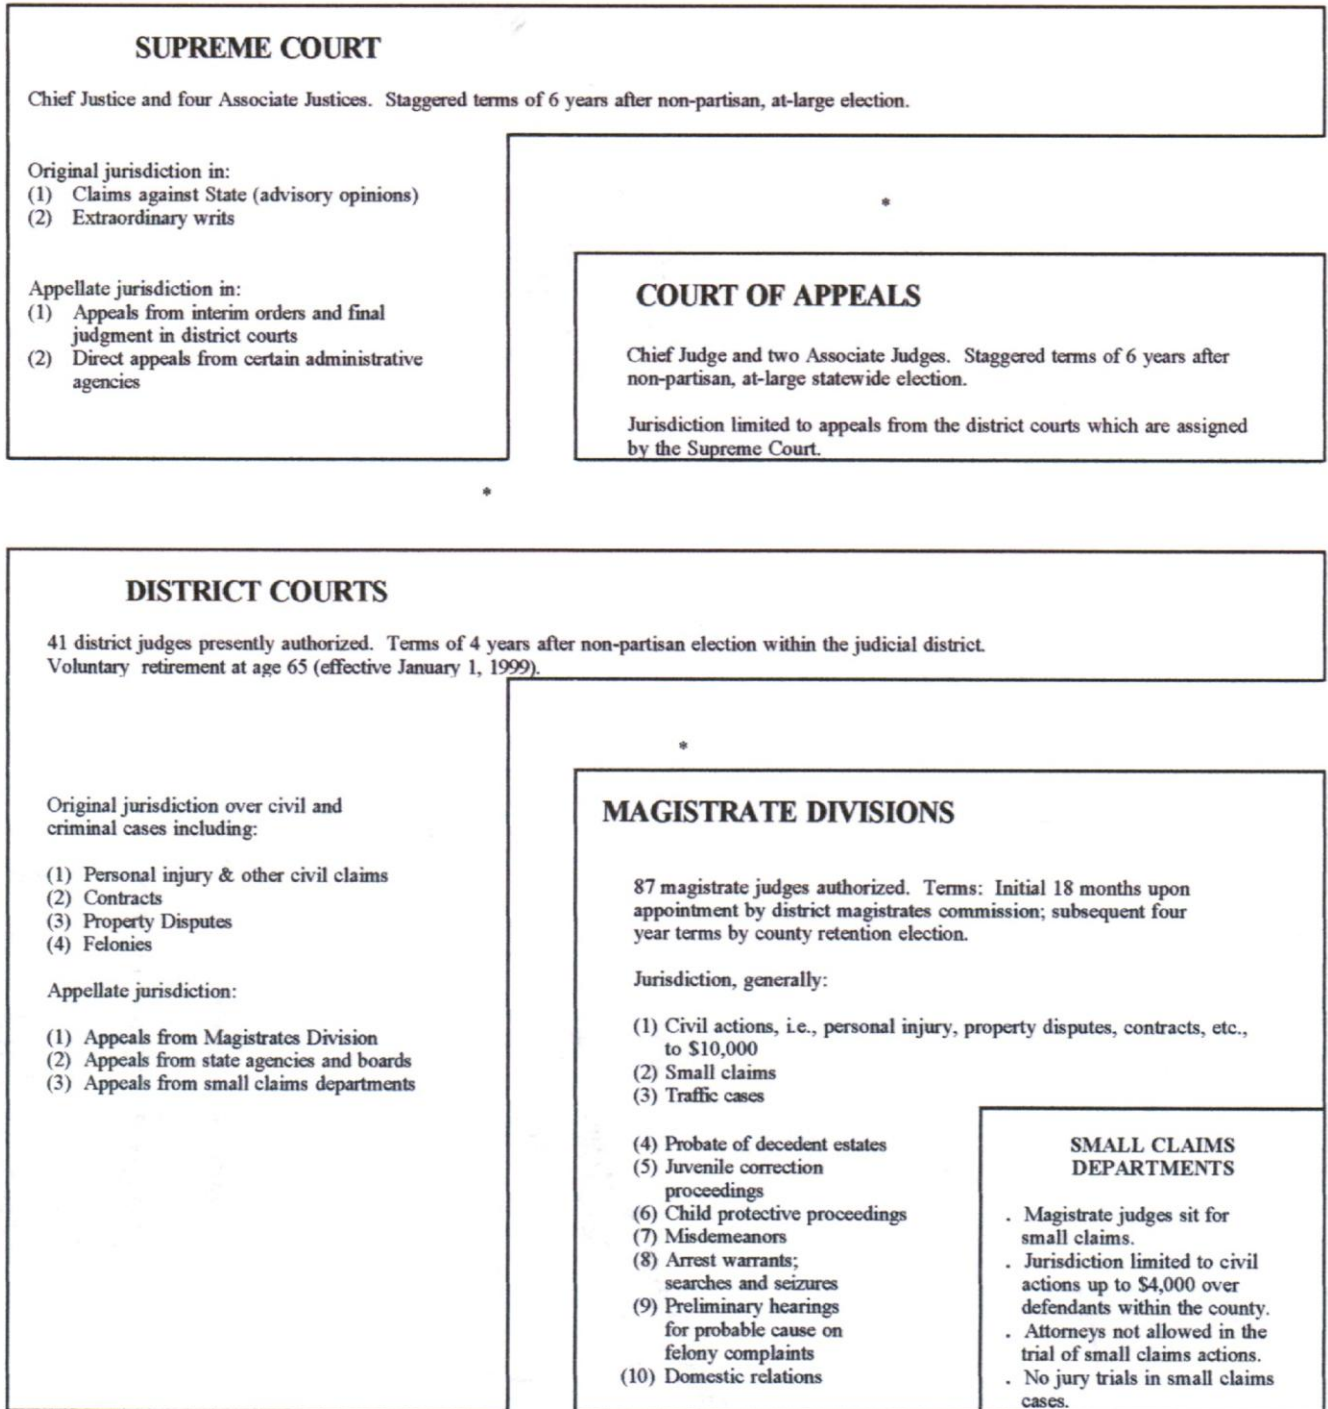 SUPREME COURT
Chief Justice and four Associate Justices. Staggered terms of 6 years after non-partisan, at-large election.
Original jurisdiction in:
(1) Claims against State (advisory opinions)
(2) Extraordinary writs
Appellate jurisdiction in:
(1) Appeals from interim orders and final
judgment in district courts
(2) Direct appeals from certain administrative
agencies
*
COURT OF APPEALS
Chief Judge and two Associate Judges. Staggered terms of 6 years after
non-partisan, at-large statewide election.
Jurisdiction limited to appeals from the district courts which are assigned
by the Supreme Court.
*
DISTRICT COURTS
41 district judges presently authorized. Terms of 4 years after non-partisan election within the judicial district.
Voluntary retirement at age 65 (effective January 1, 1999).
Original jurisdiction over civil and
criminal cases including:
(1) Personal injury & other civil claims
(2) Contracts
(3) Property Disputes
(4) Felonies
Appellate jurisdiction:
(1) Appeals from Magistrates Division
(2) Appeals from state agencies and boards
(3) Appeals from small claims departments
*
MAGISTRATE DIVISIONS
87 magistrate judges authorized. Terms: Initial 18 months upon
appointment by district magistrates commission; subsequent four
year terms by county retention election.
Jurisdiction, generally:
(1) Civil actions, i.e., personal injury, property disputes, contracts, etc.,
to $10,000
(2) Small claims
(3) Traffic cases
(4) Probate of decedent estates
(5) Juvenile correction
proceedings
(6) Child protective proceedings
(7) Misdemeanors
(8) Arrest warrants;
searches and seizures
(9) Preliminary hearings
for probable cause on
felony complaints
(10) Domestic relations
SMALL CLAIMS
DEPARTMENTS
. Magistrate judges sit for
small claims.
. Jurisdiction limited to civil
actions up to $4,000 over
defendants within the county.
. Attorneys not allowed in the
trial of small claims actions.
. No jury trials in small claims
cases.